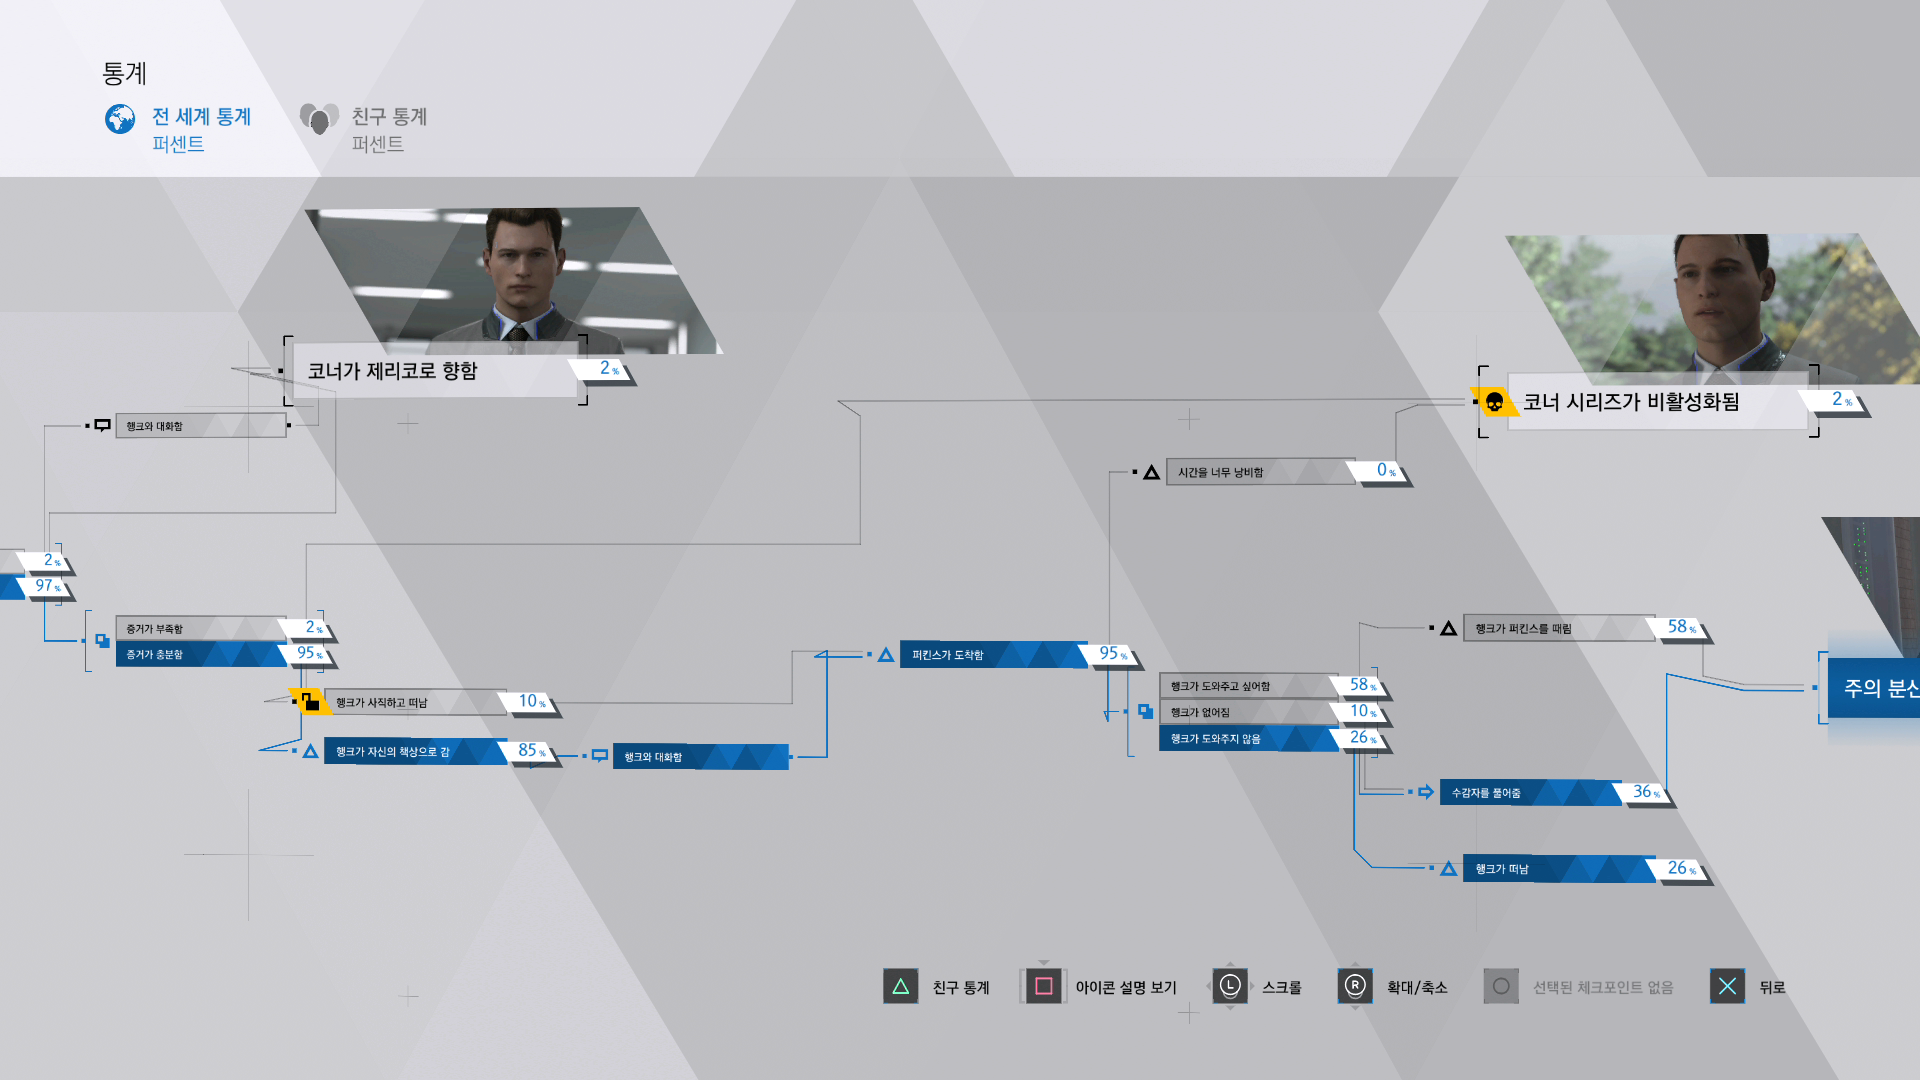 통계
전 세계 통계
퍼센트
친구 통계
퍼센트
코너가 제리코로 향함
2%
코너 시리즈가 비활성화됨
2%
행크와 대화함
시간을 너무 낭비함
0%
2%
97%
증거가 부족함
2%
증거가 충분함
95%
행크가 사직하고 떠남
10%
행크가 자신의 책상으로 감
85%
행크와 대화함
퍼킨스가 도착함
95%
행크가 도와주고 싶어함
58%
행크가 없어짐
10%
행크가 도와주지 않음
26%
행크가 퍼킨스를 때림
58%
주의 분산
수감자를 풀어줌
36%
행크가 떠남
26%
친구 통계
아이콘 설명 보기
L
스크롤
R
확대/축소
선택된 체크포인트 없음
뒤로